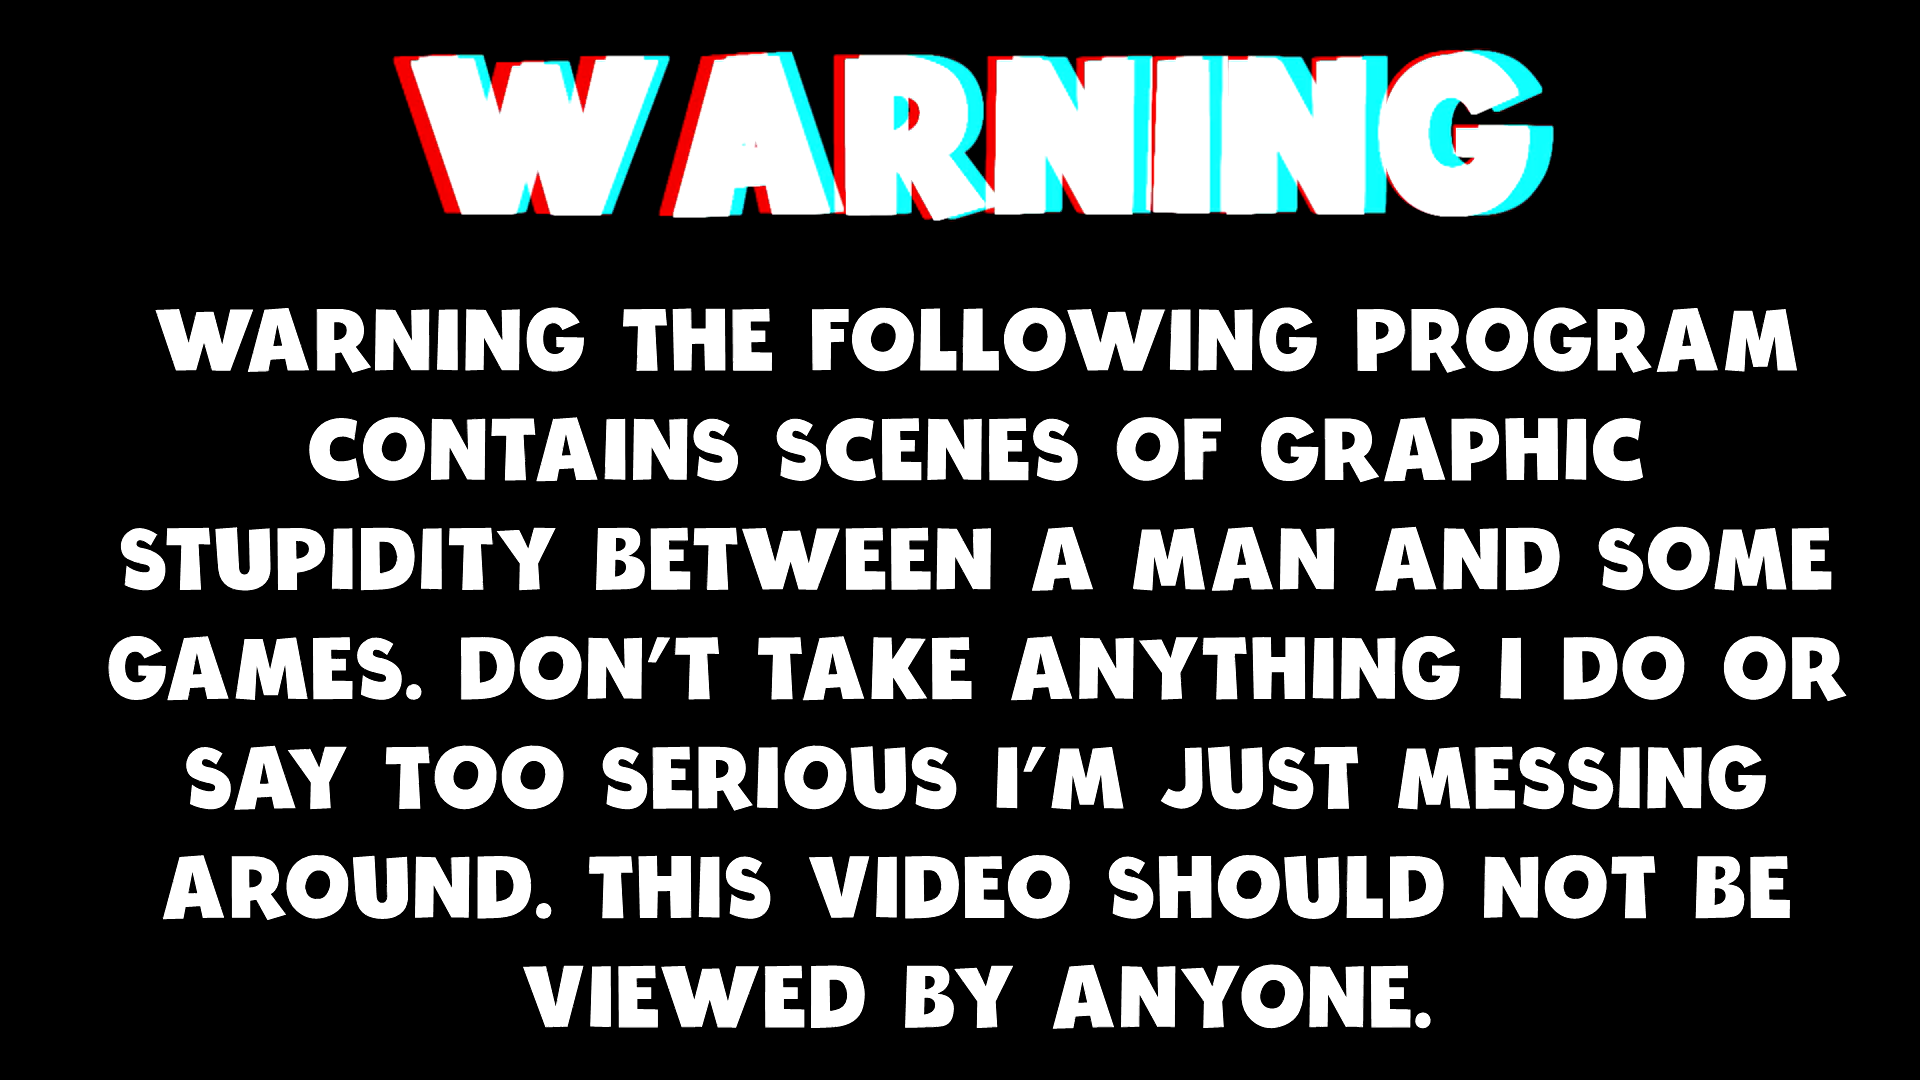 WARNING
WARNING THE FOLLOWING PROGRAM
CONTAINS SCENES OF GRAPHIC
STUPIDITY BETWEEN A MAN AND SOME
GAMES. DON'T TAKE ANYTHING I DO OR
SAY TOO SERIOUS I'M JUST MESSING
AROUND. THIS VIDEO SHOULD NOT BE
VIEWED BY ANYONE.